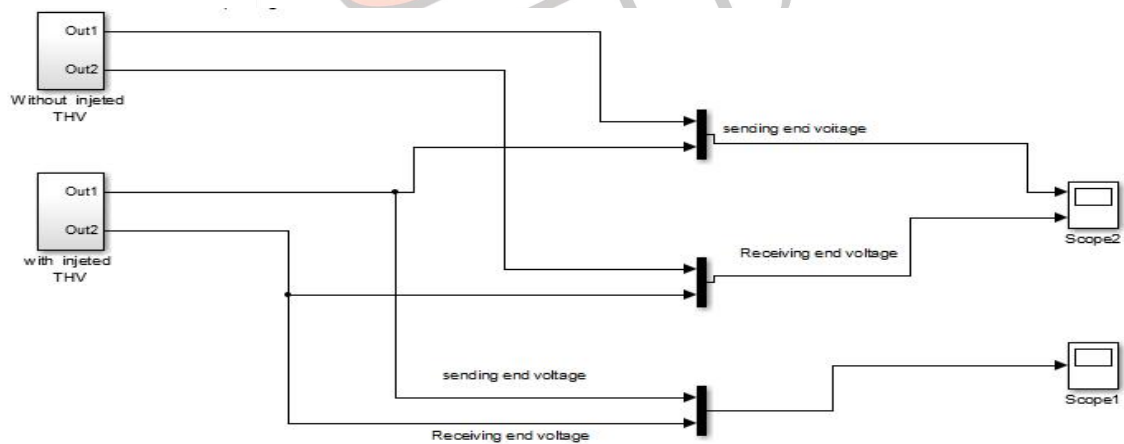 Out1
Out2
Without injeted
THV
Out1
Out2
with injeted
THV
sending end voltage
Receiving end voltage
Scope2
sending end voltage
Receiving end voltage
Scope1